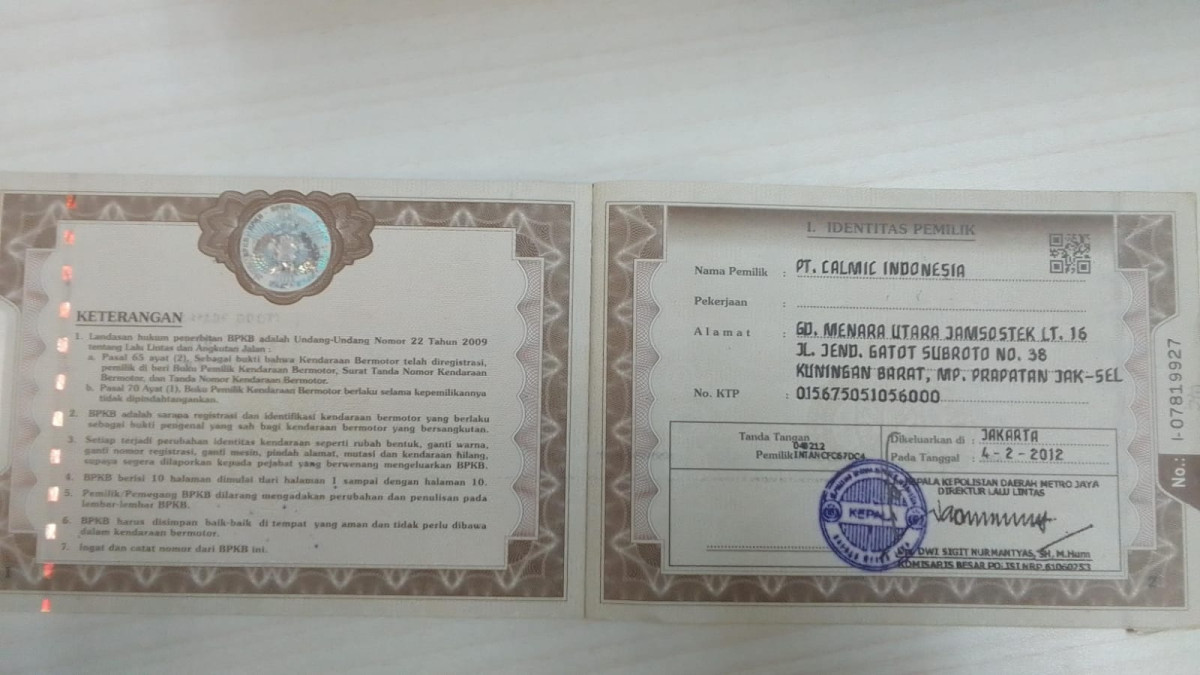 KETERANGAN
1. Landasan hukum penerbitan BPKB adalah Undang-Undang Nomor 22 Tahun 2009
tentang Lalu Lintas dan Angkutan Jalan :
a. Pasal 65 ayat (2), Sebagai bukti bahwa Kendaraan Bermotor telah diregistrasi,
pemilik di beri Buku Pemilik Kendaraan Bermotor, Surat Tanda Nomor Kendaraan
Bermotor, dan Tanda Nomor Kendaraan Bermotor.
b. Pasal 70 Ayat (1), Buku Pemilik Kendaraan Bermotor berlaku selama kepemilikannya
tidak dipindahtangankan.
2. BPKB adalah sarana registrasi dan identifikasi kendaraan bermotor yang berlaku
sebagai bukti pengenal yang sah bagi kendaraan bermotor yang bersangkutan.
3. Setiap terjadi perubahan identitas kendaraan seperti rubah bentuk, ganti warna,
ganti nomor registrasi, ganti mesin, pindah alamat, mutasi dan kendaraan hilang,
supaya segera dilaporkan kepada pejabat yang berwenang mengeluarkan BPKB.
4. BPKB berisi 10 halaman dimulai dari halaman 1 sampai dengan halaman 10.
5. Pemilik/Pemegang BPKB dilarang mengadakan perubahan dan penulisan pada
lembar-lembar BPKB.
6. BPKB harus disimpan baik-baik di tempat yang aman dan tidak perlu dibawa
dalam kendaraan bermotor.
7. Ingat dan catat nomor dari BPKB ini.
I. IDENTITAS PEMILIK
Nama Pemilik : PT. CALMIC INDONESIA
Pekerjaan :
Alamat : GD. MENARA UTARA JAMSOSTEK LT. 16
JL. JEND. GATOT SUBROTO NO. 38
KUNINGAN BARAT, MP. PRAPATAN JAK-SEL
No. KTP : 015675051056000
Tanda Tangan
Pemilik
040212
INTANCFC67DC4
Dikeluarkan di : JAKARTA
Pada Tanggal : 4 - 2 - 2012
KEPALA KEPOLISIAN DAERAH METRO JAYA
DIREKTUR LALU LINTAS
KEPALA
DWI SIGIT NURMANTYAS, SH, M.Hum
KOMISARIS BESAR POLISI NRP. 61060753
2
No.: I-07819927